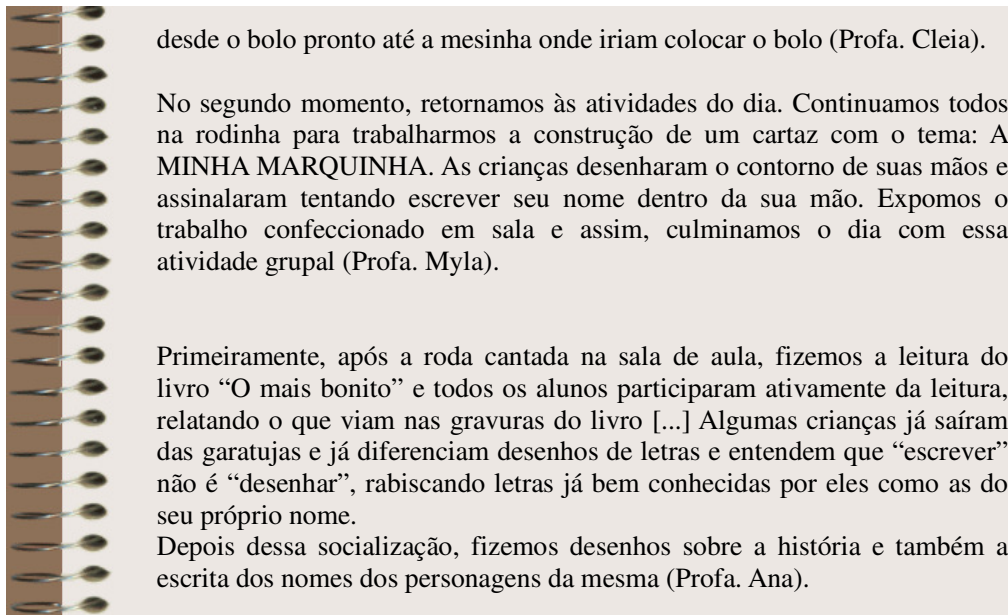 desde o bolo pronto até a mesinha onde iriam colocar o bolo (Profa. Cleia).
No segundo momento, retornamos às atividades do dia. Continuamos todos
na rodinha para trabalharmos a construção de um cartaz com o tema: A
MINHA MARQUINHA. As crianças desenharam o contorno de suas mãos e
assinalaram tentando escrever seu nome dentro da sua mão. Expomos o
trabalho confeccionado em sala e assim, culminamos o dia com essa
atividade grupal (Profa. Myla).
Primeiramente, após a roda cantada na sala de aula, fizemos a leitura do
livro “O mais bonito” e todos os alunos participaram ativamente da leitura,
relatando o que viam nas gravuras do livro [...] Algumas crianças já saíram
das garatujas e já diferenciam desenhos de letras e entendem que “escrever”
não é “desenhar”, rabiscando letras já bem conhecidas por eles como as do
seu próprio nome.
Depois dessa socialização, fizemos desenhos sobre a história e também a
escrita dos nomes dos personagens da mesma (Profa. Ana).